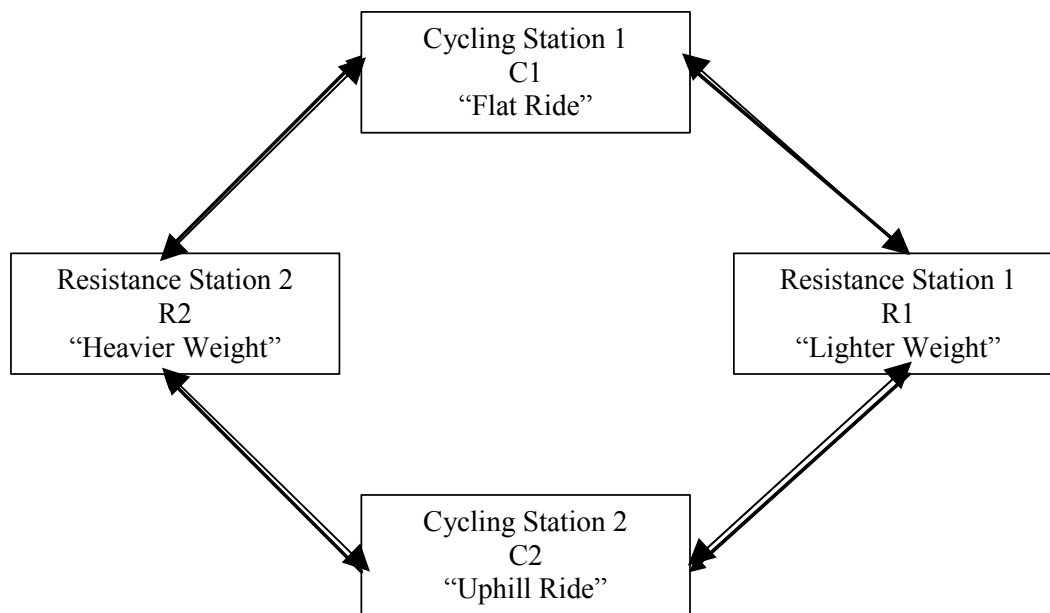 Cycling Station 1
C1
“Flat Ride”
Resistance Station 2
R2
“Heavier Weight”
Resistance Station 1
R1
“Lighter Weight”
Cycling Station 2
C2
“Uphill Ride”